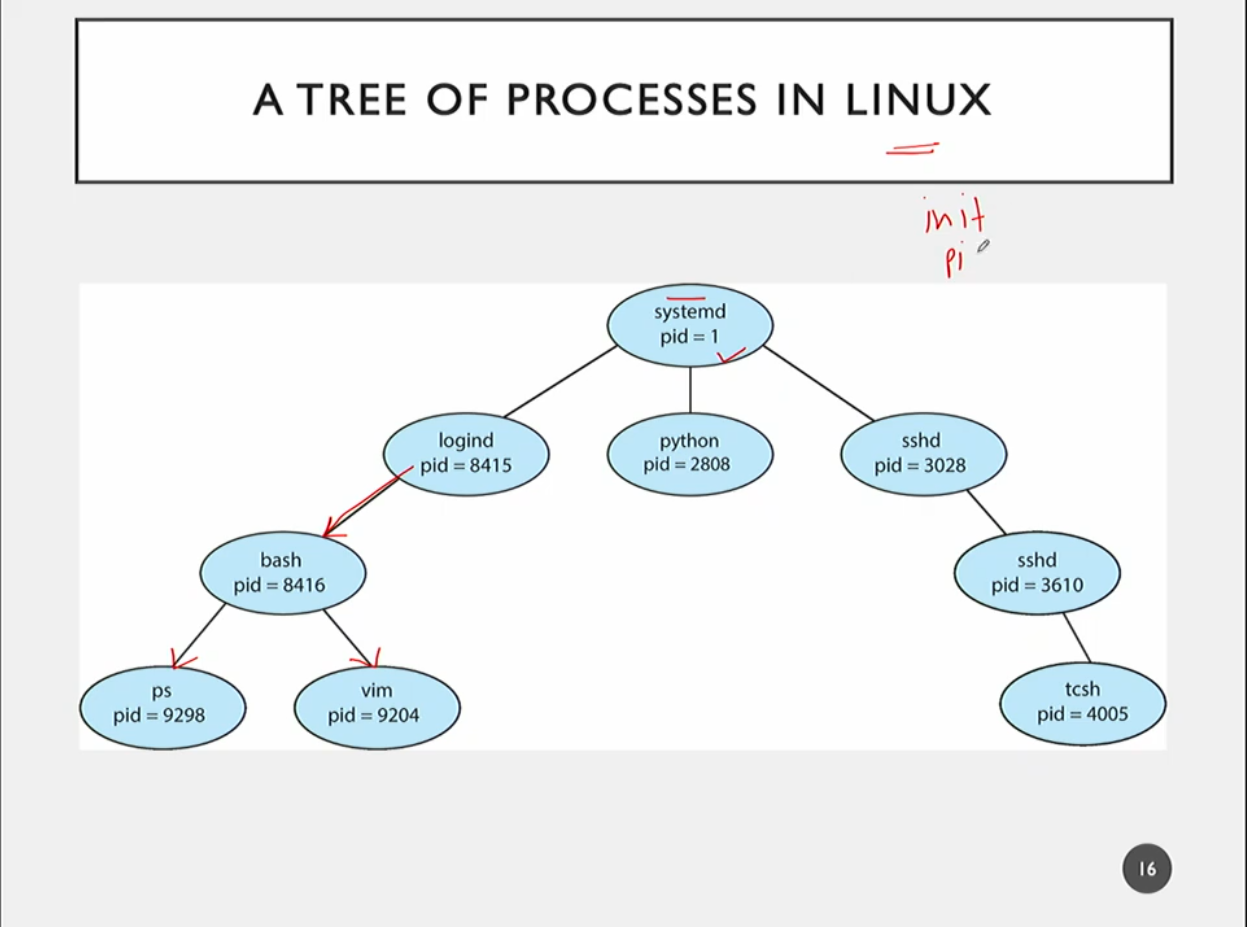 A TREE OF PROCESSES IN LINUX
init
pi
systemd
pid = 1
logind
pid = 8415
python
pid = 2808
sshd
pid = 3028
bash
pid = 8416
sshd
pid = 3610
ps
pid = 9298
vim
pid = 9204
tcsh
pid = 4005
16